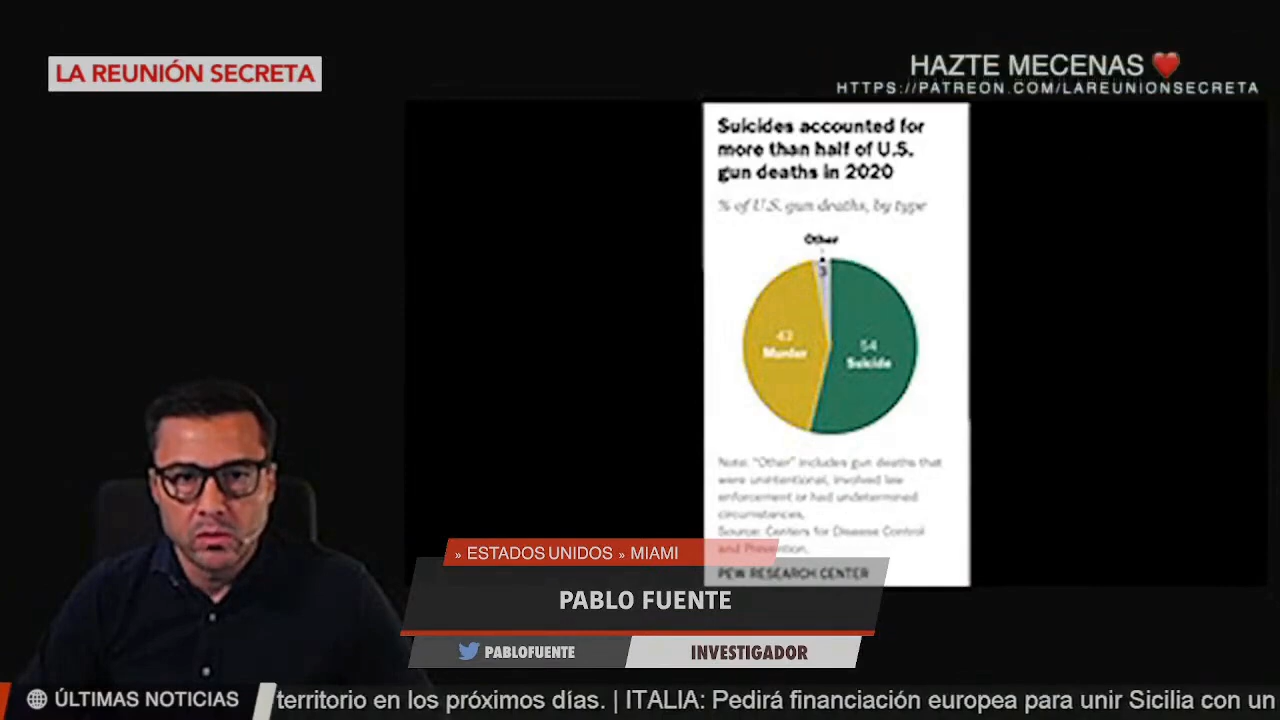 LA REUNIÓN SECRETA
HAZTE MECENAS ❤️
HTTPS://PATREON.COM/LAREUNIONSECRETA
Suicides accounted for
more than half of U.S.
gun deaths in 2020
% of U.S. gun deaths, by type
Other
3
43
Murder
54
Suicide
Note: "Other" includes gun deaths that
were unintentional, involved law
enforcement or had undetermined
circumstances.
Source: Centers for Disease Control
and Prevention.
PEW RESEARCH CENTER
» ESTADOS UNIDOS » MIAMI
PABLO FUENTE
PABLOFUENTE
INVESTIGADOR
ÚLTIMAS NOTICIAS
territorio en los próximos días. | ITALIA: Pedirá financiación europea para unir Sicilia con un